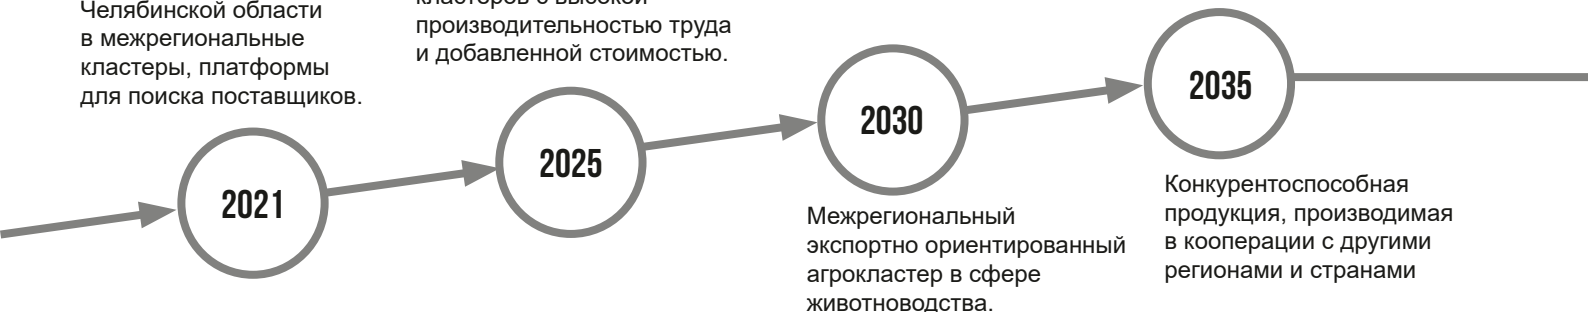 Челябинской области
в межрегиональные
кластеры, платформы
для поиска поставщиков.
2021
производительностью труда
и добавленной стоимостью.
2025
2030
Межрегиональный
экспортно ориентированный
агрокластер в сфере
животноводства.
2035
Конкурентоспособная
продукция, производимая
в кооперации с другими
регионами и странами